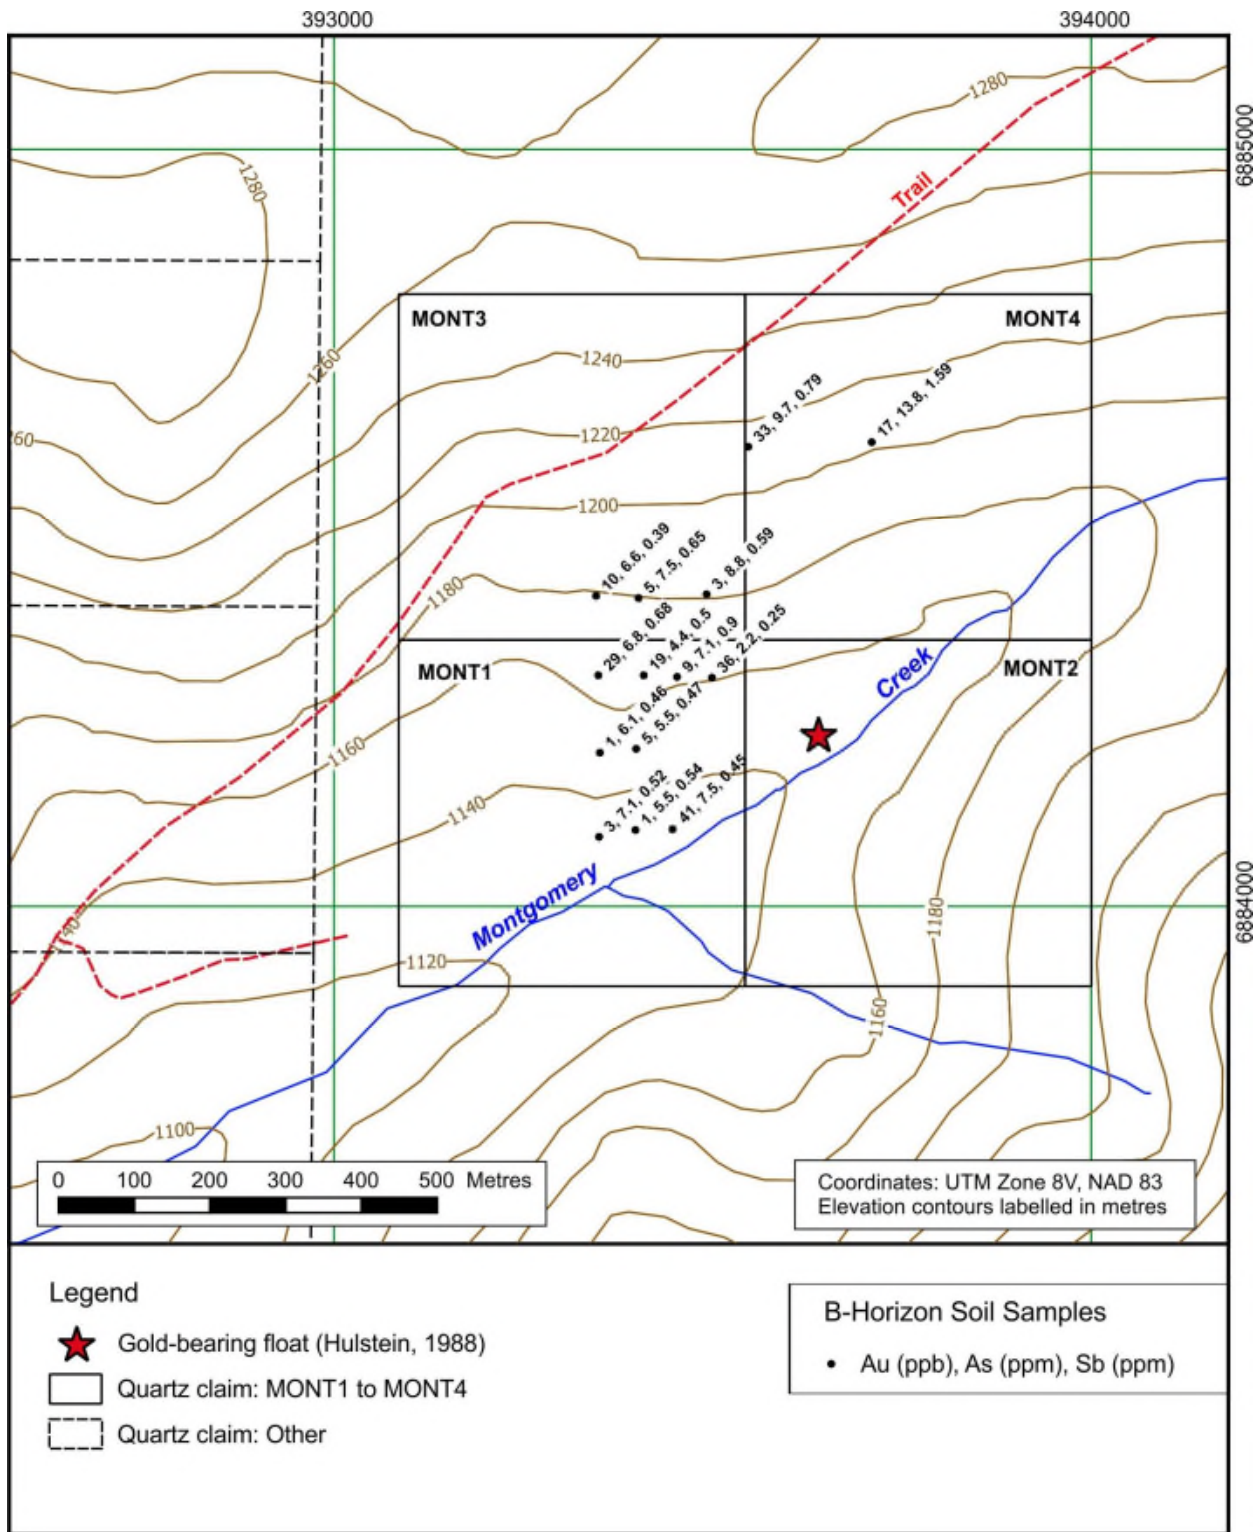 393000
394000
1280
6885000
1280
Trail
MONT3
MONT4
1260
1240
33, 9.7, 0.79
17, 13.8, 1.59
60
1220
1200
10, 6.6, 0.39
5, 7.5, 0.65
3, 8.8, 0.59
1180
29, 6.8, 0.68
19, 4.4, 0.5
9, 7.1, 0.9
36, 2.2, 0.25
MONT1
MONT2
Creek
1, 6.1, 0.46
5, 5.5, 0.47
1160
1140
3, 7.1, 0.52
1, 5.5, 0.54
41, 7.5, 0.45
Montgomery
1180
6884000
1140
1120
1160
1100
0 100 200 300 400 500 Metres
Coordinates: UTM Zone 8V, NAD 83
Elevation contours labelled in metres
Legend
Gold-bearing float (Hulstein, 1988)
Quartz claim: MONT1 to MONT4
Quartz claim: Other
B-Horizon Soil Samples
Au (ppb), As (ppm), Sb (ppm)